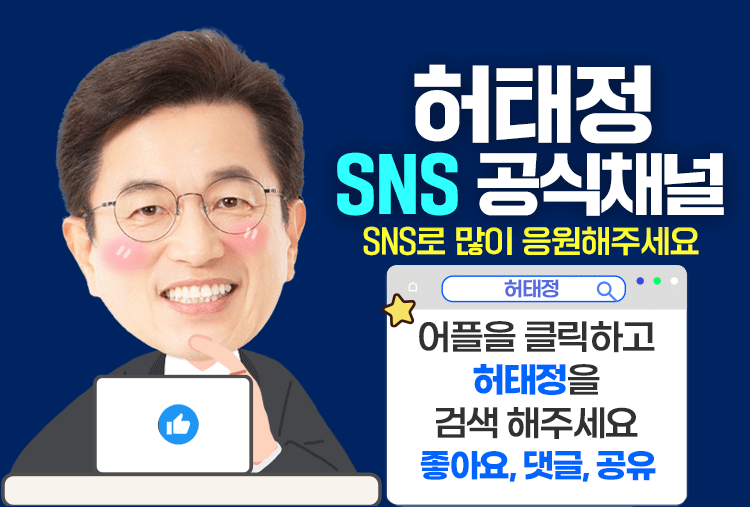 허태정
SNS 공식채널
SNS로 많이 응원해주세요
허태정
어플을 클릭하고
허태정을
검색 해주세요
좋아요, 댓글, 공유